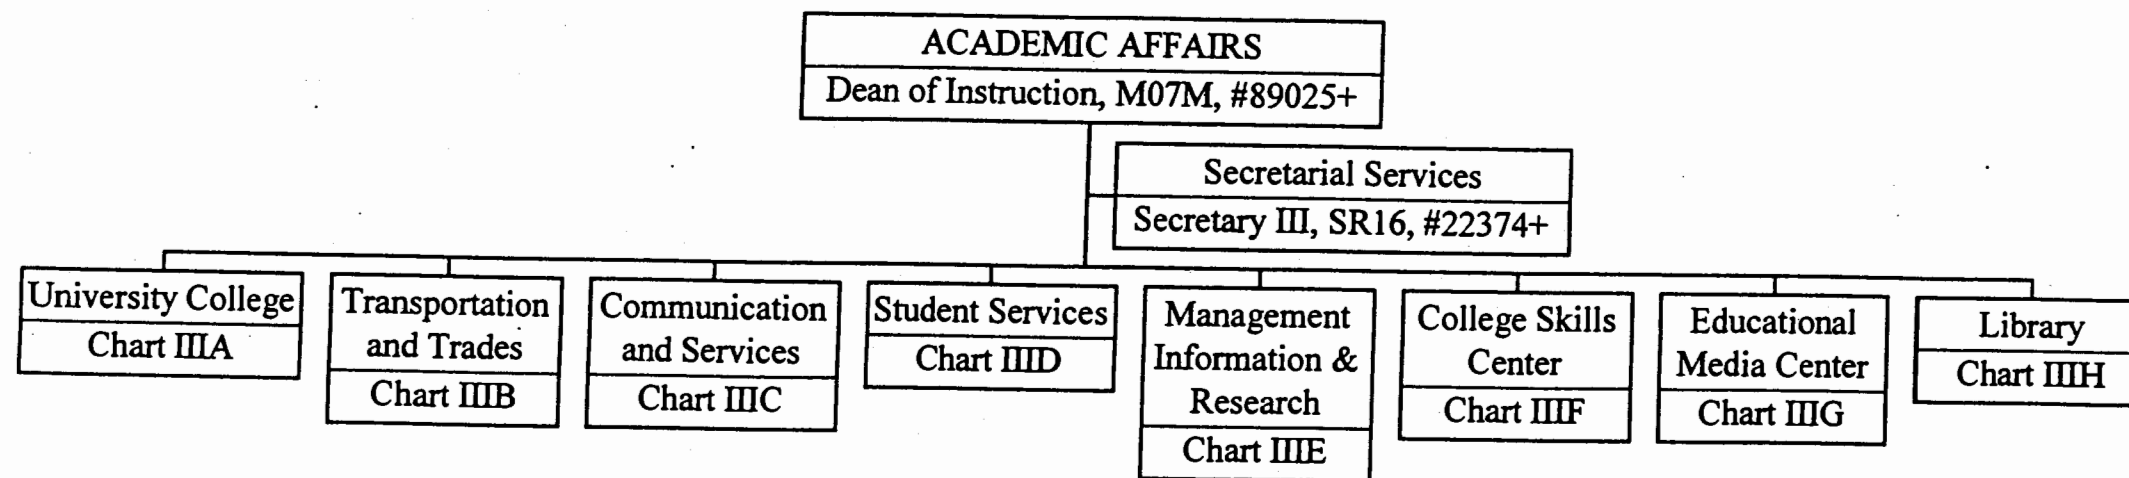 ACADEMIC AFFAIRS
Dean of Instruction, M07M, #89025+
Secretarial Services
Secretary III, SR16, #22374+
University College
Chart IIIA
Transportation
and Trades
Chart IIIB
Communication
and Services
Chart IIIC
Student Services
Chart IIID
Management
Information &
Research
Chart IIIE
College Skills
Center
Chart IIIF
Educational
Media Center
Chart IIIG
Library
Chart IIIH